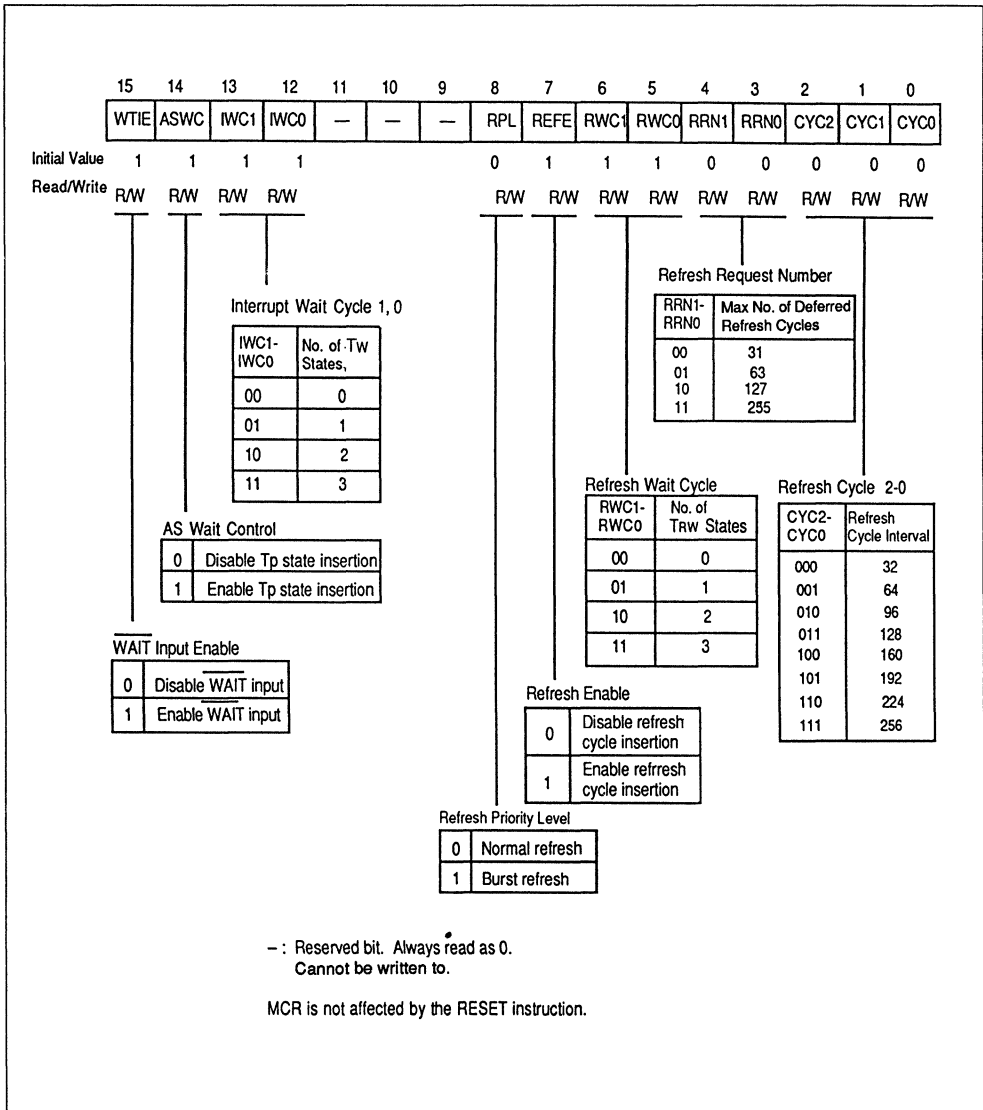 15 14 13 12 11 10 9 8 7 6 5 4 3 2 1 0
WTIE ASWC IWC1 IWC0 — — — RPL REFE RWC1 RWC0 RRN1 RRN0 CYC2 CYC1 CYC0
Initial Value 1 1 1 1 0 1 1 1 0 0 0 0 0
Read/Write R/W R/W R/W R/W R/W R/W R/W R/W R/W R/W R/W R/W R/W
Refresh Request Number
RRN1- Max No. of Deferred
RRN0 Refresh Cycles
00 31
01 63
10 127
11 255
Interrupt Wait Cycle 1, 0
IWC1- No. of Tw
IWC0 States,
00 0
01 1
10 2
11 3
Refresh Wait Cycle
RWC1- No. of
RWC0 TRW States
00 0
01 1
10 2
11 3
Refresh Cycle 2-0
CYC2- Refresh
CYC0 Cycle Interval
000 32
001 64
010 96
011 128
100 160
101 192
110 224
111 256
AS Wait Control
0 Disable Tp state insertion
1 Enable Tp state insertion
WAIT Input Enable
0 Disable WAIT input
1 Enable WAIT input
Refresh Enable
0 Disable refresh
cycle insertion
1 Enable refrresh
cycle insertion
Refresh Priority Level
0 Normal refresh
1 Burst refresh
– : Reserved bit. Always read as 0.
Cannot be written to.
MCR is not affected by the RESET instruction.